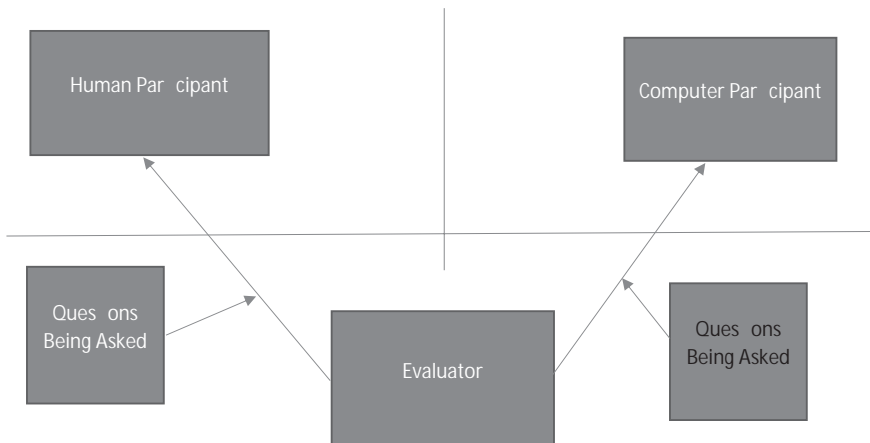 Human Par cipant
Computer Par cipant
Ques ons
Being Asked
Evaluator
Ques ons
Being Asked